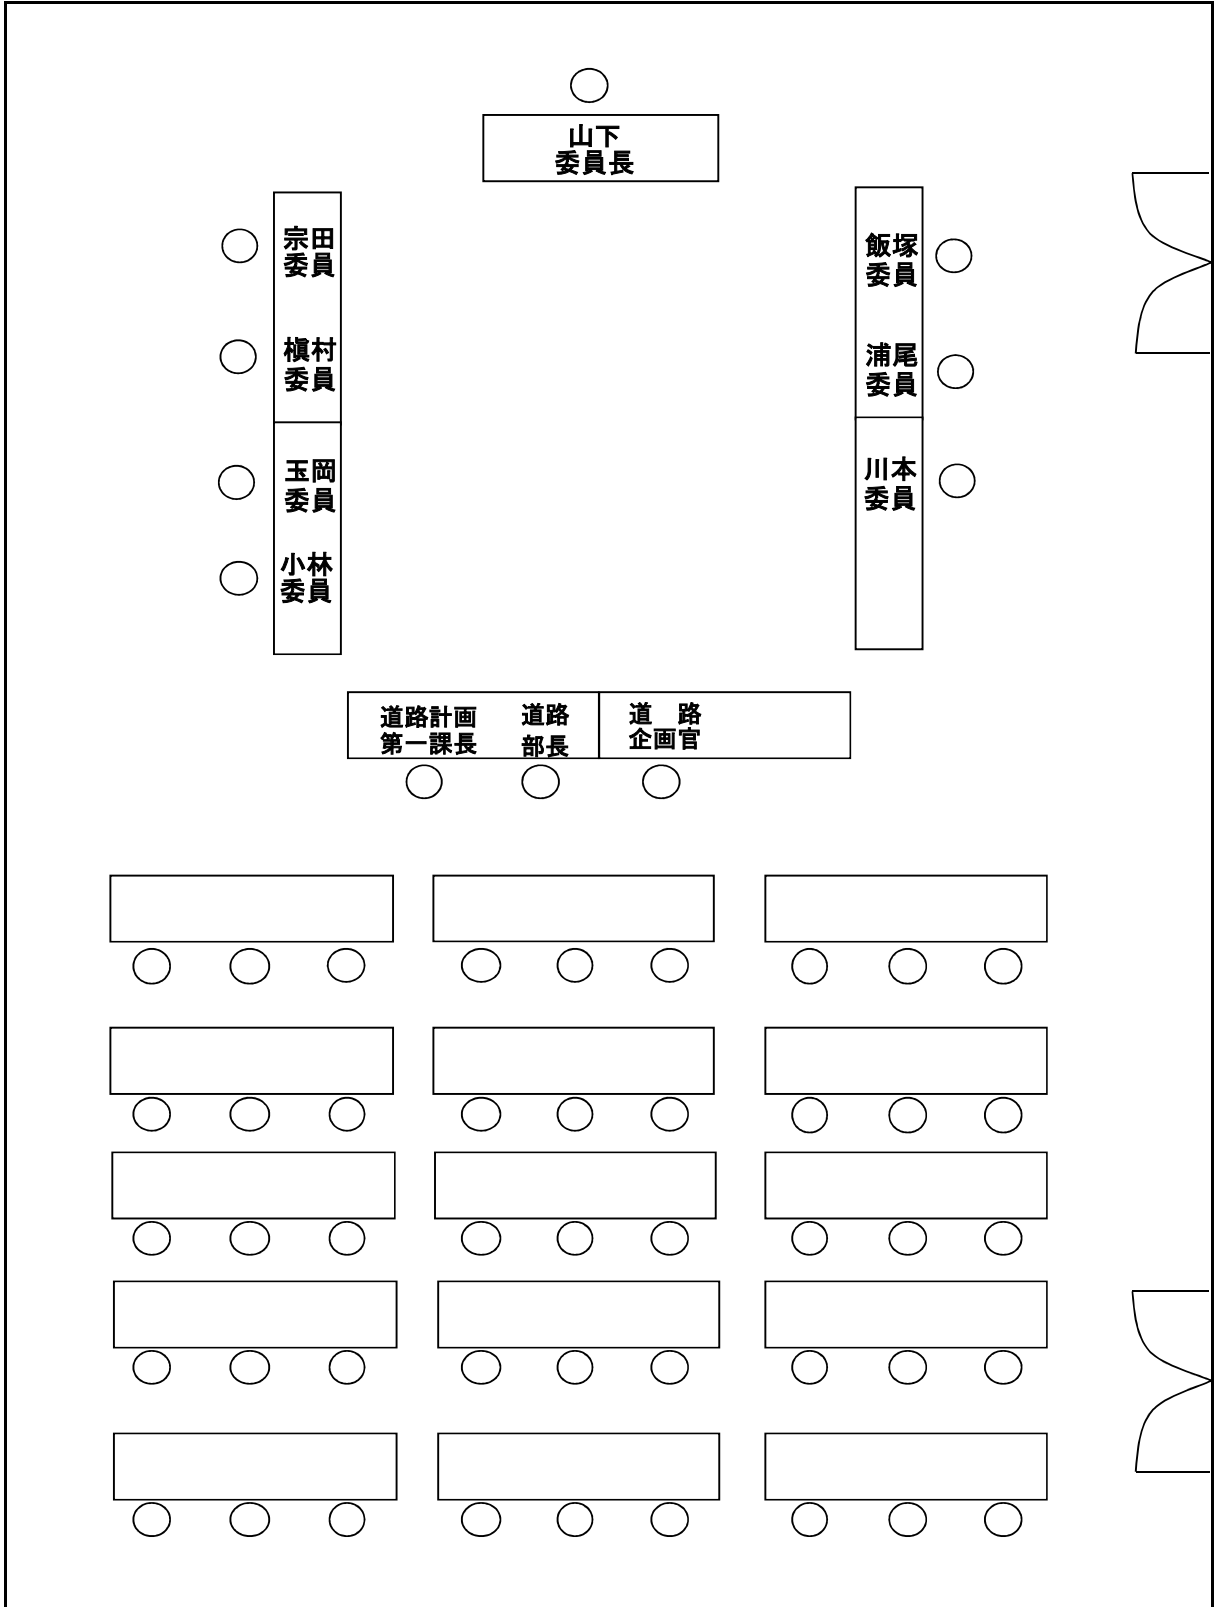 山下
委員長
宗田
委員
槇村
委員
玉岡
委員
小林
委員
飯塚
委員
浦尾
委員
川本
委員
道路計画
第一課長
道路
部長
道　路
企画官